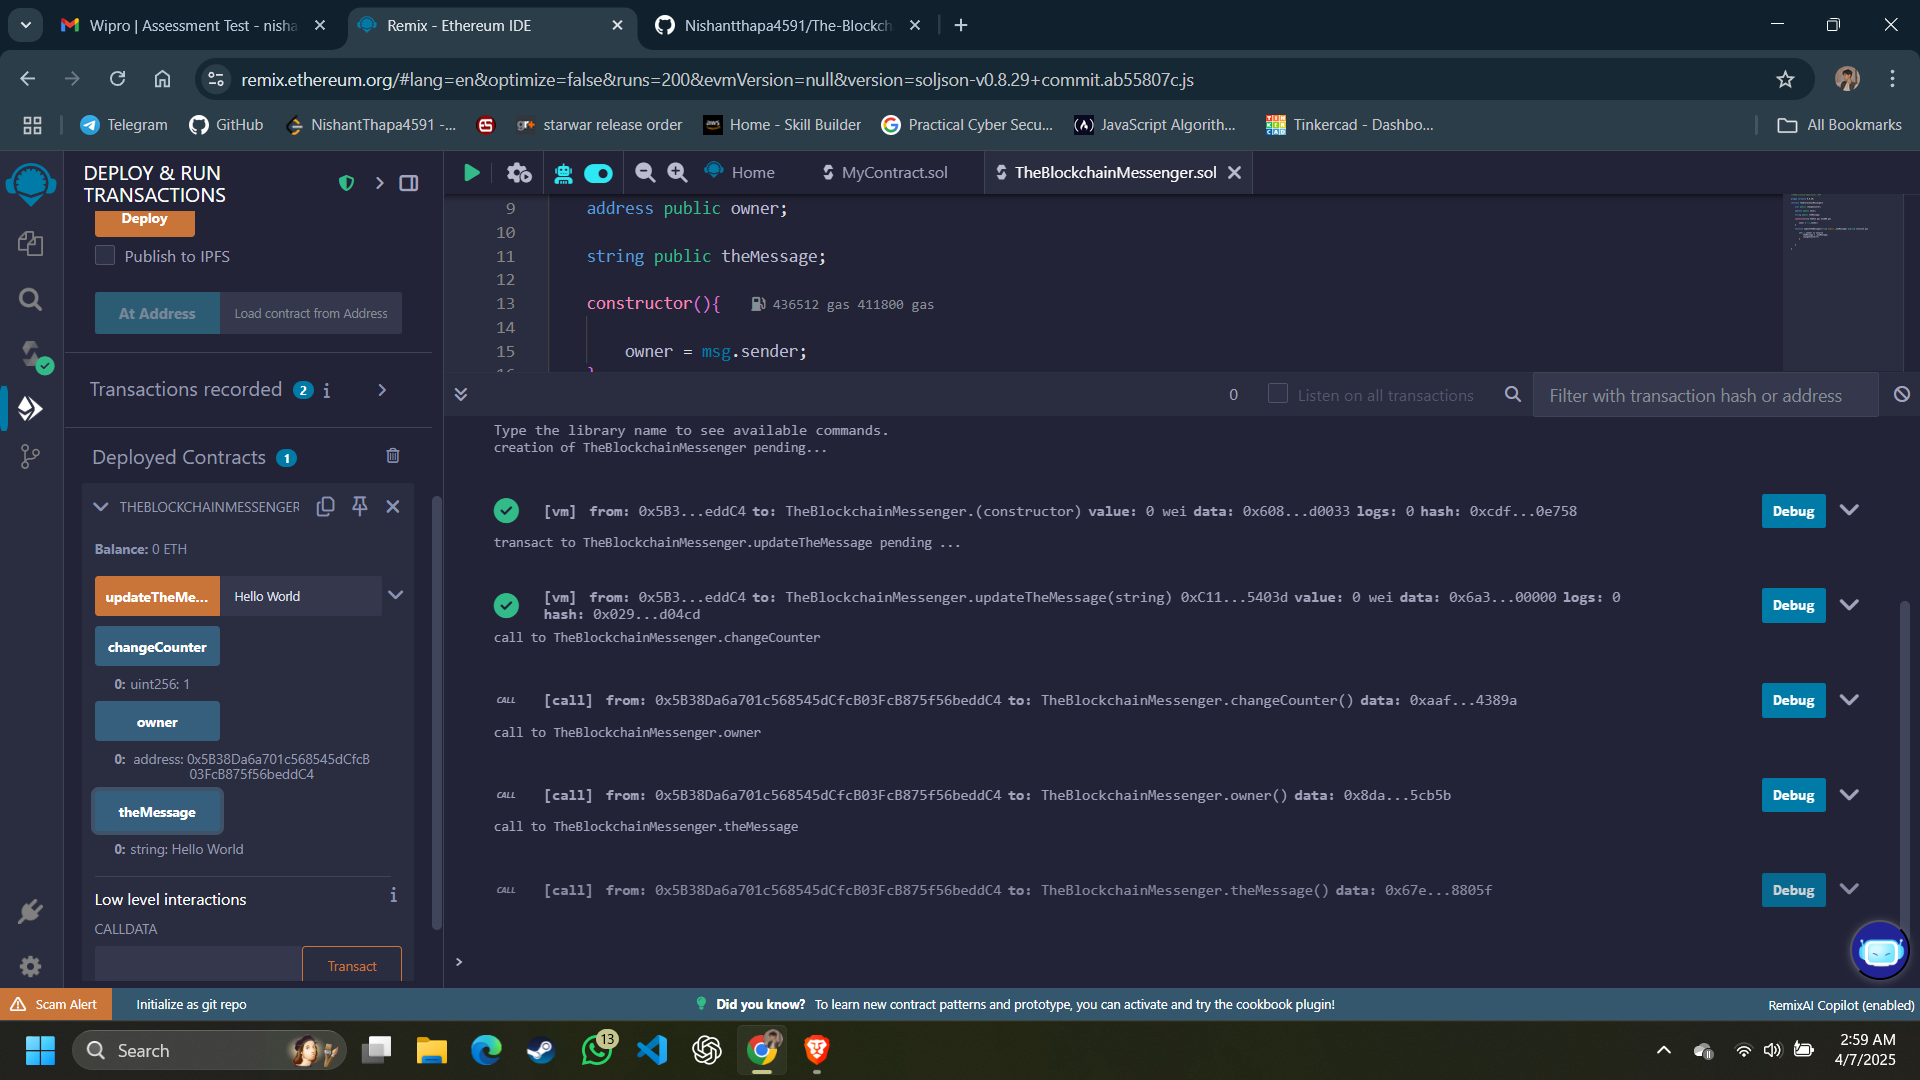 Wipro | Assessment Test - nisha
Remix - Ethereum IDE
Nishantthapa4591/The-Blockch
remix.ethereum.org/#lang=en&optimize=false&runs=200&evmVersion=null&version=soljson-v0.8.29+commit.ab55807c.js
Telegram
GitHub
NishantThapa4591 -...
starwar release order
Home - Skill Builder
Practical Cyber Secu...
JavaScript Algorith...
Tinkercad - Dashbo...
All Bookmarks
DEPLOY & RUN
TRANSACTIONS
Deploy
Publish to IPFS
At Address
Load contract from Address
Transactions recorded 2 i
Deployed Contracts 1
THEBLOCKCHAINMESSENGER
Balance: 0 ETH
updateTheMe...
Hello World
changeCounter
0: uint256: 1
owner
0: address: 0x5B38Da6a701c568545dCfcB
03FcB875f56beddC4
theMessage
0: string: Hello World
Low level interactions i
CALLDATA
Transact
Home
MyContract.sol
TheBlockchainMessenger.sol
9 address public owner;
10
11 string public theMessage;
12
13 constructor(){ 436512 gas 411800 gas
14
15 owner = msg.sender;
16 }
0
Listen on all transactions
Filter with transaction hash or address
Type the library name to see available commands.
creation of TheBlockchainMessenger pending...
[vm] from: 0x5B3...eddC4 to: TheBlockchainMessenger.(constructor) value: 0 wei data: 0x608...d0033 logs: 0 hash: 0xcdf...0e758
Debug
transact to TheBlockchainMessenger.updateTheMessage pending ...
[vm] from: 0x5B3...eddC4 to: TheBlockchainMessenger.updateTheMessage(string) 0xC11...5403d value: 0 wei data: 0x6a3...00000 logs: 0
hash: 0x029...d04cd
Debug
call to TheBlockchainMessenger.changeCounter
CALL [call] from: 0x5B38Da6a701c568545dCfcB03FcB875f56beddC4 to: TheBlockchainMessenger.changeCounter() data: 0xaaf...4389a
Debug
call to TheBlockchainMessenger.owner
CALL [call] from: 0x5B38Da6a701c568545dCfcB03FcB875f56beddC4 to: TheBlockchainMessenger.owner() data: 0x8da...5cb5b
Debug
call to TheBlockchainMessenger.theMessage
CALL [call] from: 0x5B38Da6a701c568545dCfcB03FcB875f56beddC4 to: TheBlockchainMessenger.theMessage() data: 0x67e...8805f
Debug
>
Scam Alert
Initialize as git repo
Did you know? To learn new contract patterns and prototype, you can activate and try the cookbook plugin!
RemixAI Copilot (enabled)
Search
13
2:59 AM
4/7/2025